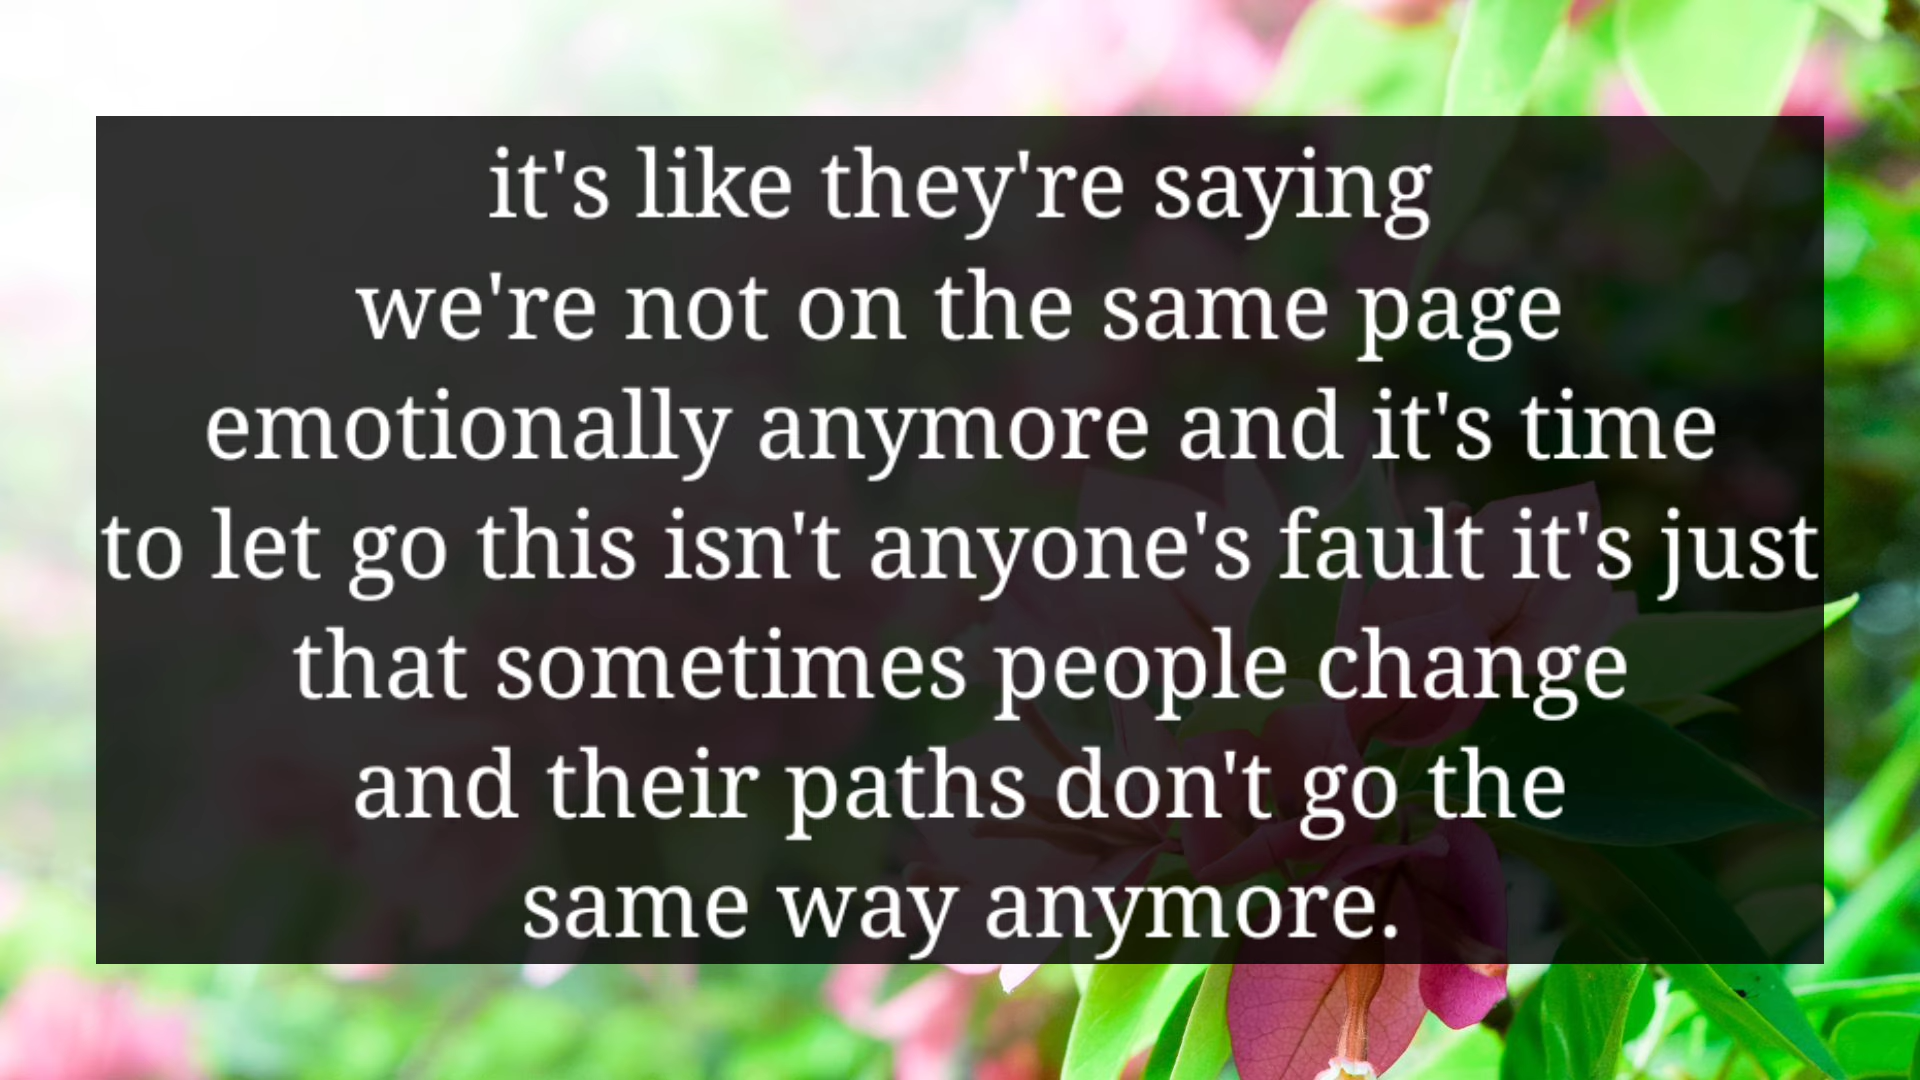 it's like they're saying
we're not on the same page
emotionally anymore and it's time
to let go this isn't anyone's fault it's just
that sometimes people change
and their paths don't go the
same way anymore.